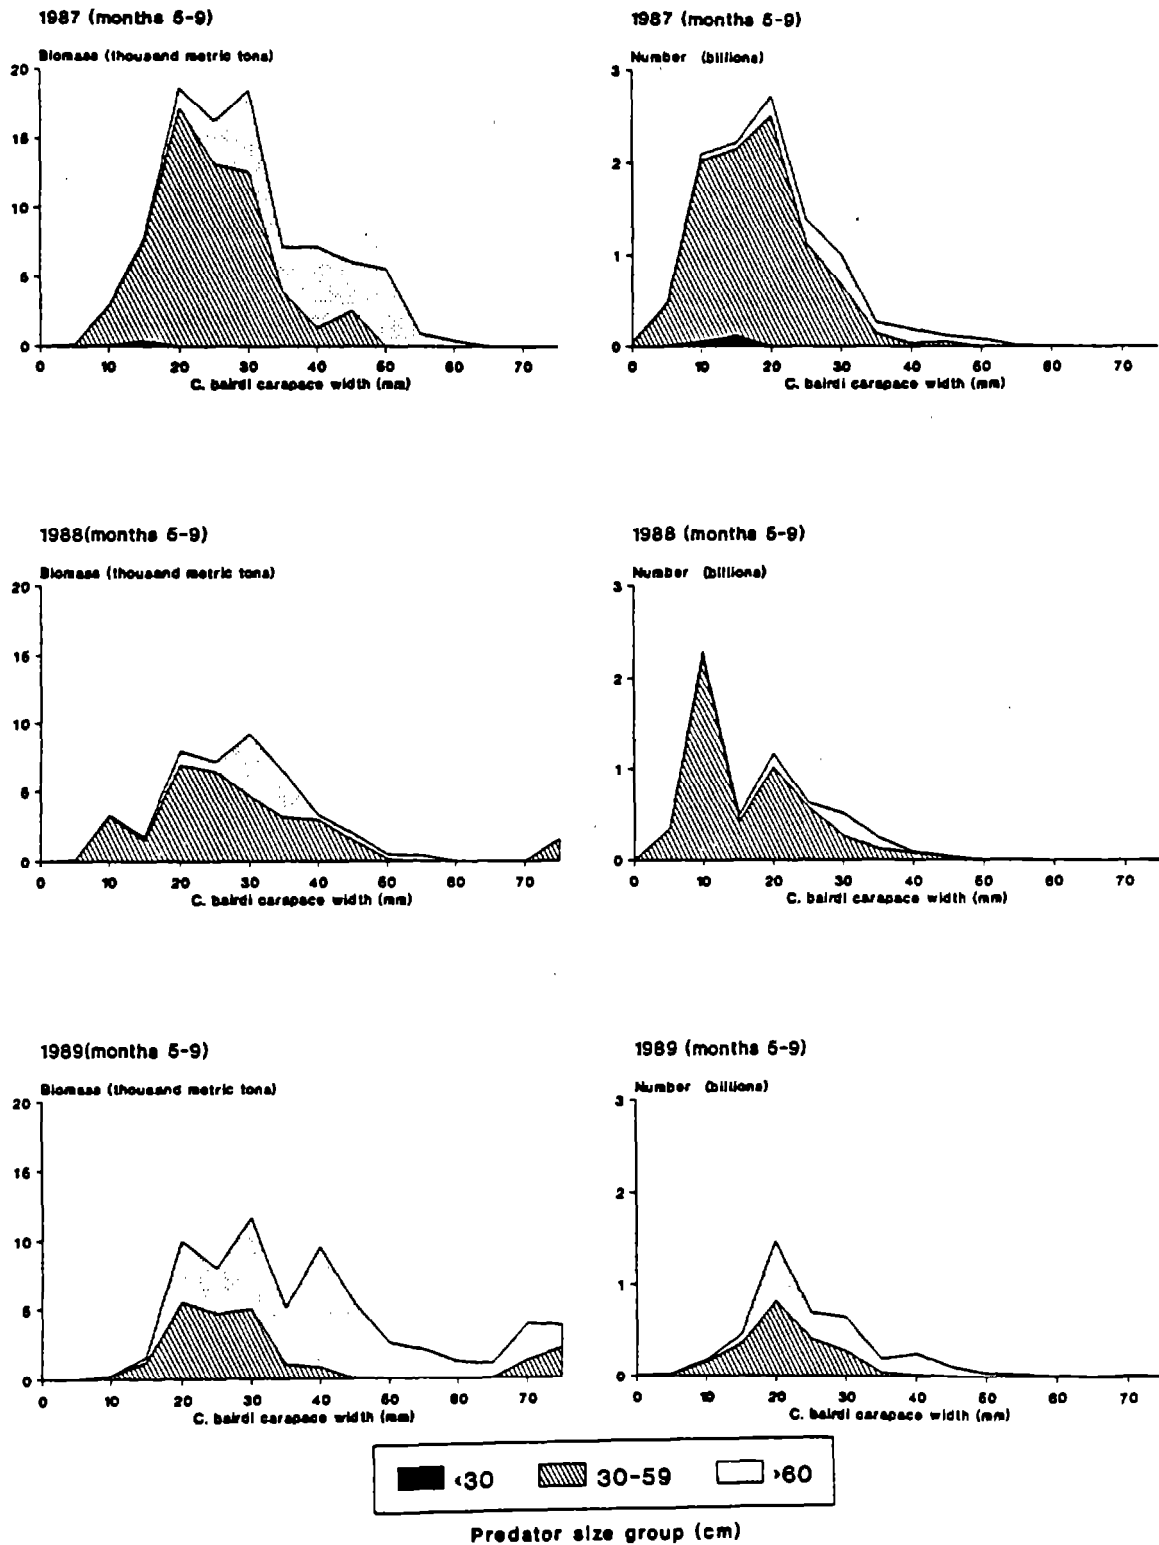 1987 (months 5-9)
Biomass (thousand metric tons)
20
15
10
5
0
0 10 20 30 40 50 60 70
C. bairdi carapace width (mm)
1987 (months 5-9)
Number (billions)
3
2
1
0
0 10 20 30 40 50 60 70
C. bairdi carapace width (mm)
1988(months 5-9)
Biomass (thousand metric tons)
20
15
10
5
0
0 10 20 30 40 50 60 70
C. bairdi carapace width (mm)
1988 (months 5-9)
Number (billions)
3
2
1
0
0 10 20 30 40 50 60 70
C. bairdi carapace width (mm)
1989(months 5-9)
Biomass (thousand metric tons)
20
15
10
5
0
0 10 20 30 40 50 60 70
C. bairdi carapace width (mm)
1989 (months 5-9)
Number (billions)
3
2
1
0
0 10 20 30 40 50 60 70
C. bairdi carapace width (mm)
<30 30-59 >60
Predator size group (cm)